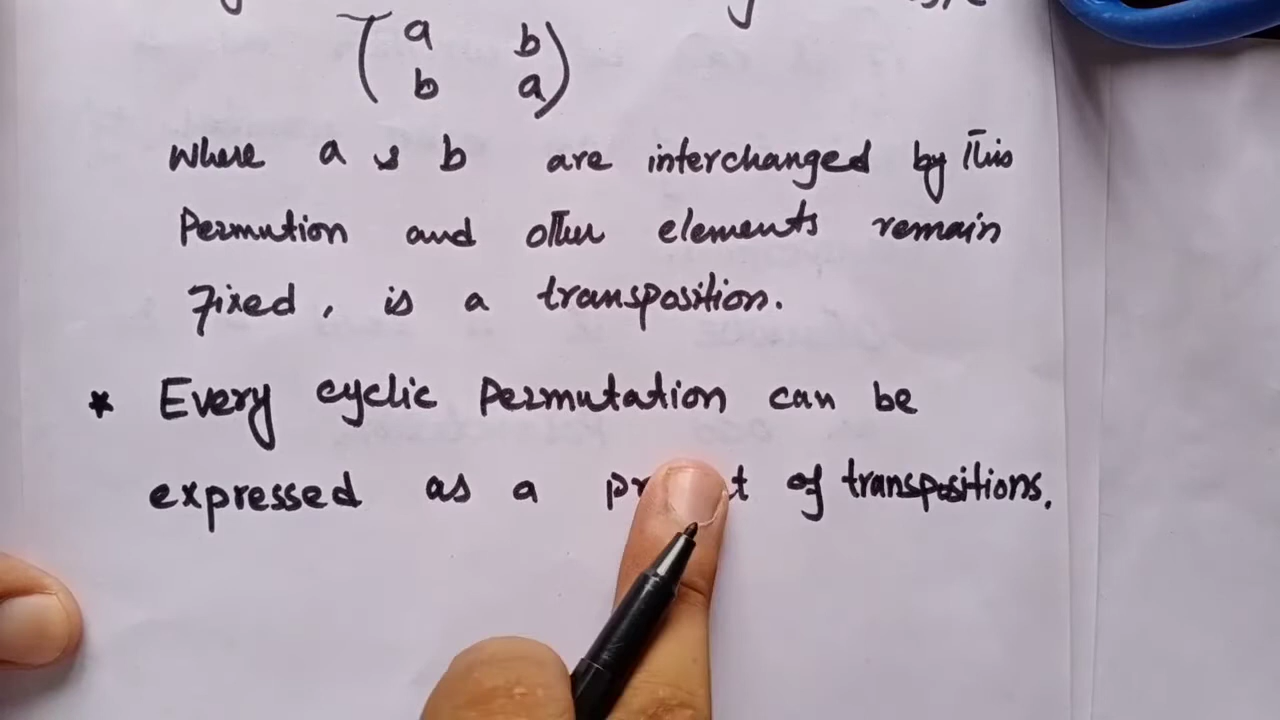 a b
b a
where a & b are interchanged by This
Permution and other elements remain
Fixed, is a transposition.
* Every cyclic Permutation can be
expressed as a of transpositions.